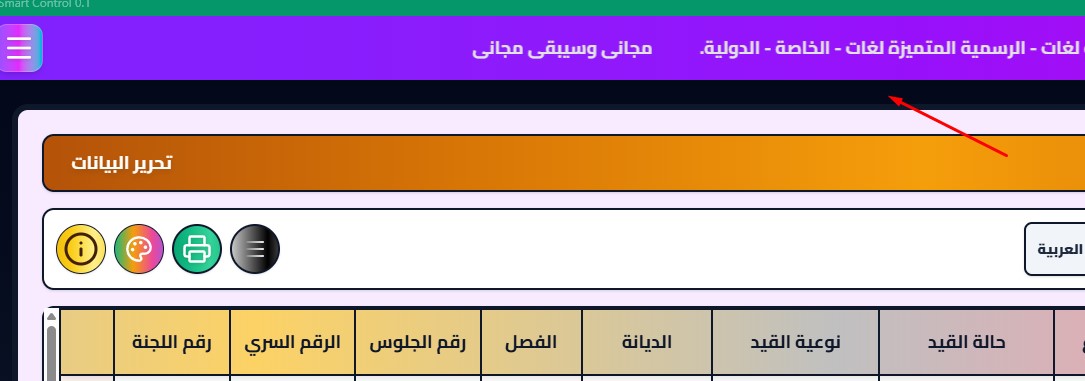 Smart Control 0.1
لغات - الرسمية المتميزة لغات - الخاصة - الدولية. مجانى وسيبقى مجانى
تحرير البيانات
العربية
حالة القيد نوعية القيد الديانة الفصل رقم الجلوس الرقم السري رقم اللجنة